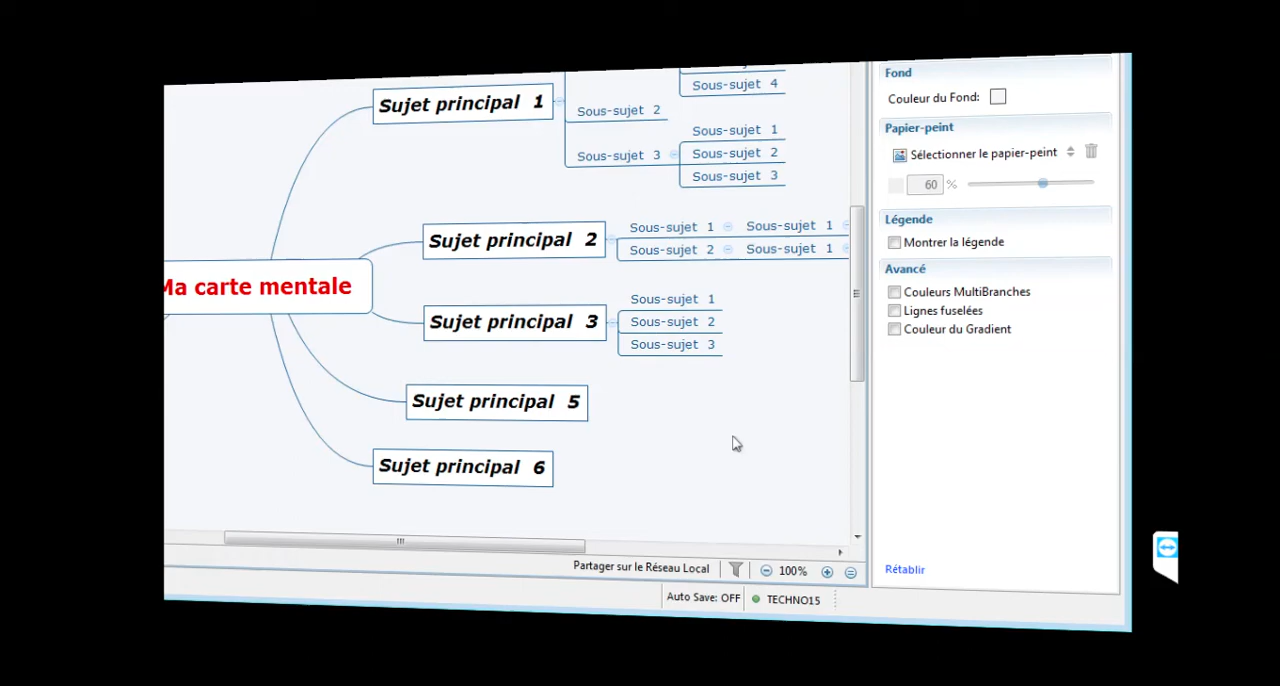 Sous-sujet 4
Sujet principal 1
Sous-sujet 2
Sous-sujet 1
Sous-sujet 3
Sous-sujet 2
Sous-sujet 3
Sujet principal 2
Sous-sujet 1
Sous-sujet 1
Sous-sujet 2
Sous-sujet 1
Ma carte mentale
Sujet principal 3
Sous-sujet 1
Sous-sujet 2
Sous-sujet 3
Sujet principal 5
Sujet principal 6
Partager sur le Réseau Local
100%
Auto Save: OFF
TECHNO15
Fond
Couleur du Fond:
Papier-peint
Sélectionner le papier-peint
60 %
Légende
Montrer la légende
Avancé
Couleurs MultiBranches
Lignes fuselées
Couleur du Gradient
Rétablir